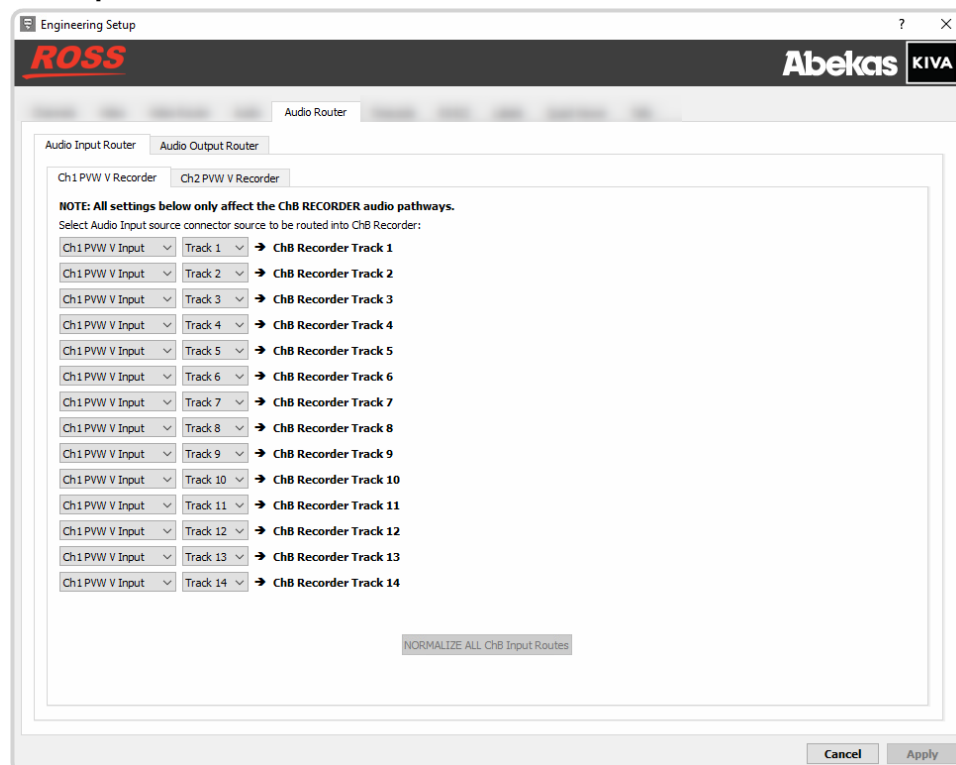 Engineering Setup ? ×
ROSS Abekas KIVA
Audio Router
Audio Input Router Audio Output Router
Ch1 PVW V Recorder Ch2 PVW V Recorder
NOTE: All settings below only affect the ChB RECORDER audio pathways.
Select Audio Input source connector source to be routed into ChB Recorder:
Ch1 PVW V Input Track 1 → ChB Recorder Track 1
Ch1 PVW V Input Track 2 → ChB Recorder Track 2
Ch1 PVW V Input Track 3 → ChB Recorder Track 3
Ch1 PVW V Input Track 4 → ChB Recorder Track 4
Ch1 PVW V Input Track 5 → ChB Recorder Track 5
Ch1 PVW V Input Track 6 → ChB Recorder Track 6
Ch1 PVW V Input Track 7 → ChB Recorder Track 7
Ch1 PVW V Input Track 8 → ChB Recorder Track 8
Ch1 PVW V Input Track 9 → ChB Recorder Track 9
Ch1 PVW V Input Track 10 → ChB Recorder Track 10
Ch1 PVW V Input Track 11 → ChB Recorder Track 11
Ch1 PVW V Input Track 12 → ChB Recorder Track 12
Ch1 PVW V Input Track 13 → ChB Recorder Track 13
Ch1 PVW V Input Track 14 → ChB Recorder Track 14
NORMALIZE ALL ChB Input Routes
Cancel Apply